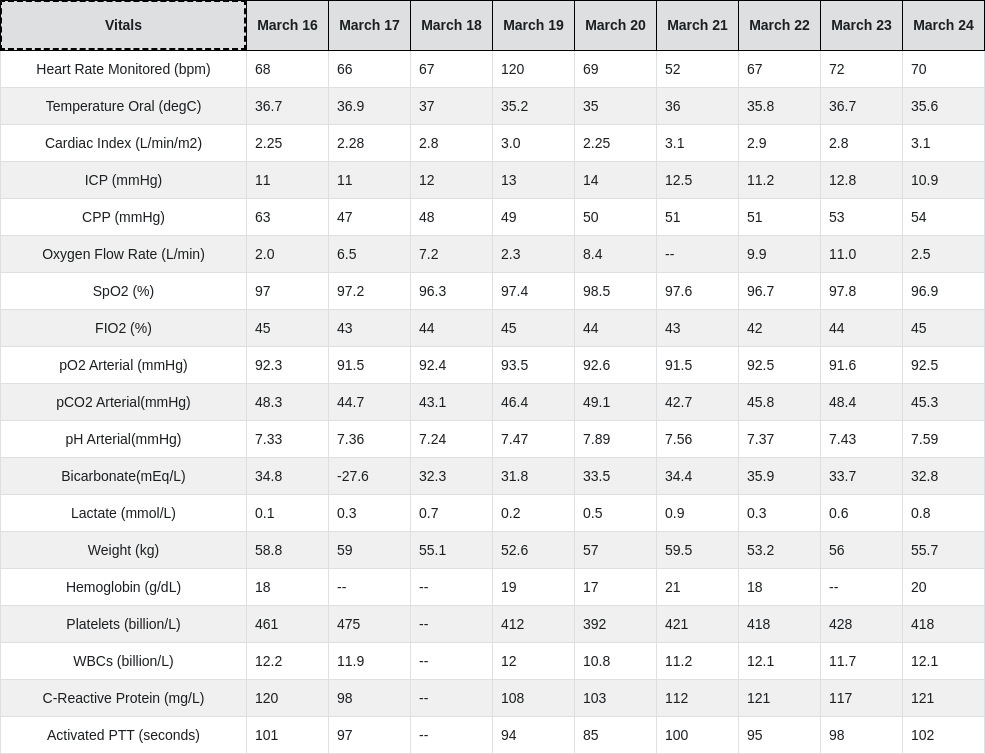 Vitals March 16 March 17 March 18 March 19 March 20 March 21 March 22 March 23 March 24
Heart Rate Monitored (bpm) 68 66 67 120 69 52 67 72 70
Temperature Oral (degC) 36.7 36.9 37 35.2 35 36 35.8 36.7 35.6
Cardiac Index (L/min/m2) 2.25 2.28 2.8 3.0 2.25 3.1 2.9 2.8 3.1
ICP (mmHg) 11 11 12 13 14 12.5 11.2 12.8 10.9
CPP (mmHg) 63 47 48 49 50 51 51 53 54
Oxygen Flow Rate (L/min) 2.0 6.5 7.2 2.3 8.4 -- 9.9 11.0 2.5
SpO2 (%) 97 97.2 96.3 97.4 98.5 97.6 96.7 97.8 96.9
FIO2 (%) 45 43 44 45 44 43 42 44 45
pO2 Arterial (mmHg) 92.3 91.5 92.4 93.5 92.6 91.5 92.5 91.6 92.5
pCO2 Arterial(mmHg) 48.3 44.7 43.1 46.4 49.1 42.7 45.8 48.4 45.3
pH Arterial(mmHg) 7.33 7.36 7.24 7.47 7.89 7.56 7.37 7.43 7.59
Bicarbonate(mEq/L) 34.8 -27.6 32.3 31.8 33.5 34.4 35.9 33.7 32.8
Lactate (mmol/L) 0.1 0.3 0.7 0.2 0.5 0.9 0.3 0.6 0.8
Weight (kg) 58.8 59 55.1 52.6 57 59.5 53.2 56 55.7
Hemoglobin (g/dL) 18 -- -- 19 17 21 18 -- 20
Platelets (billion/L) 461 475 -- 412 392 421 418 428 418
WBCs (billion/L) 12.2 11.9 -- 12 10.8 11.2 12.1 11.7 12.1
C-Reactive Protein (mg/L) 120 98 -- 108 103 112 121 117 121
Activated PTT (seconds) 101 97 -- 94 85 100 95 98 102